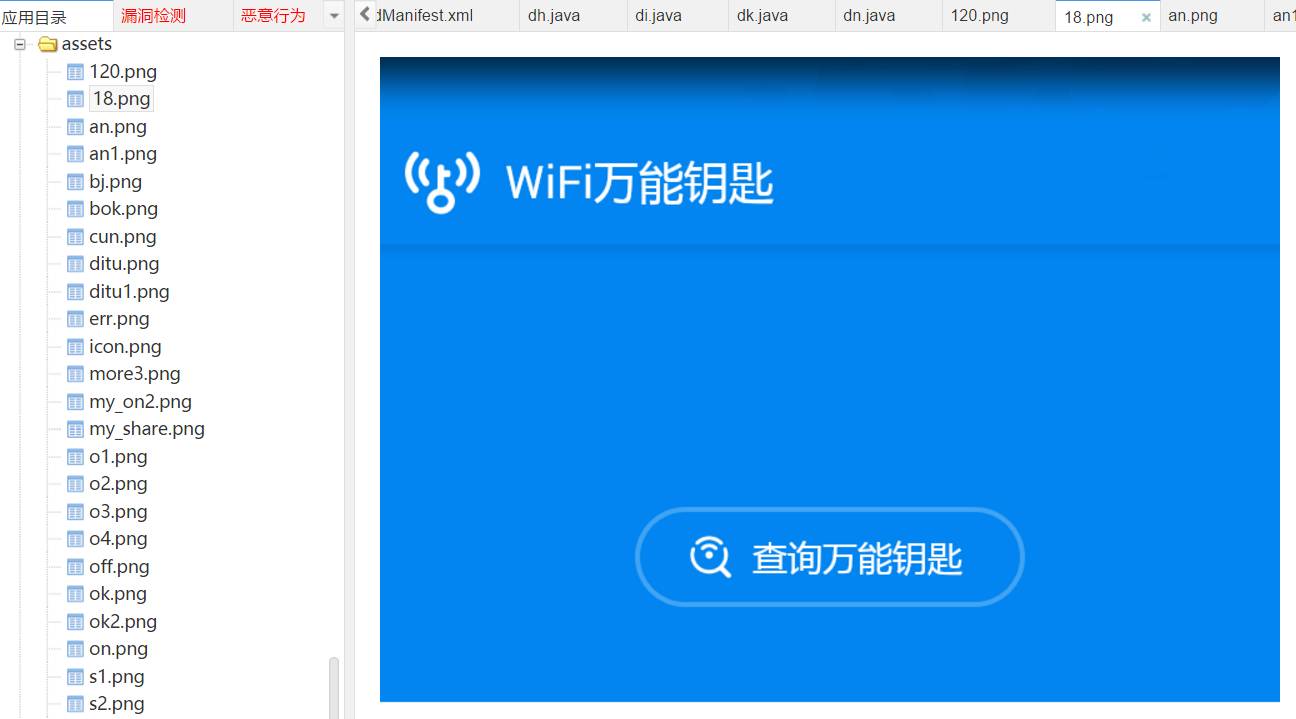 应用目录 漏洞检测 恶意行为
dManifest.xml dh.java di.java dk.java dn.java 120.png 18.png an.png an1
assets
120.png
18.png
an.png
an1.png
bj.png
bok.png
cun.png
ditu.png
ditu1.png
err.png
icon.png
more3.png
my_on2.png
my_share.png
o1.png
o2.png
o3.png
o4.png
off.png
ok.png
ok2.png
on.png
s1.png
s2.png
WiFi万能钥匙
查询万能钥匙